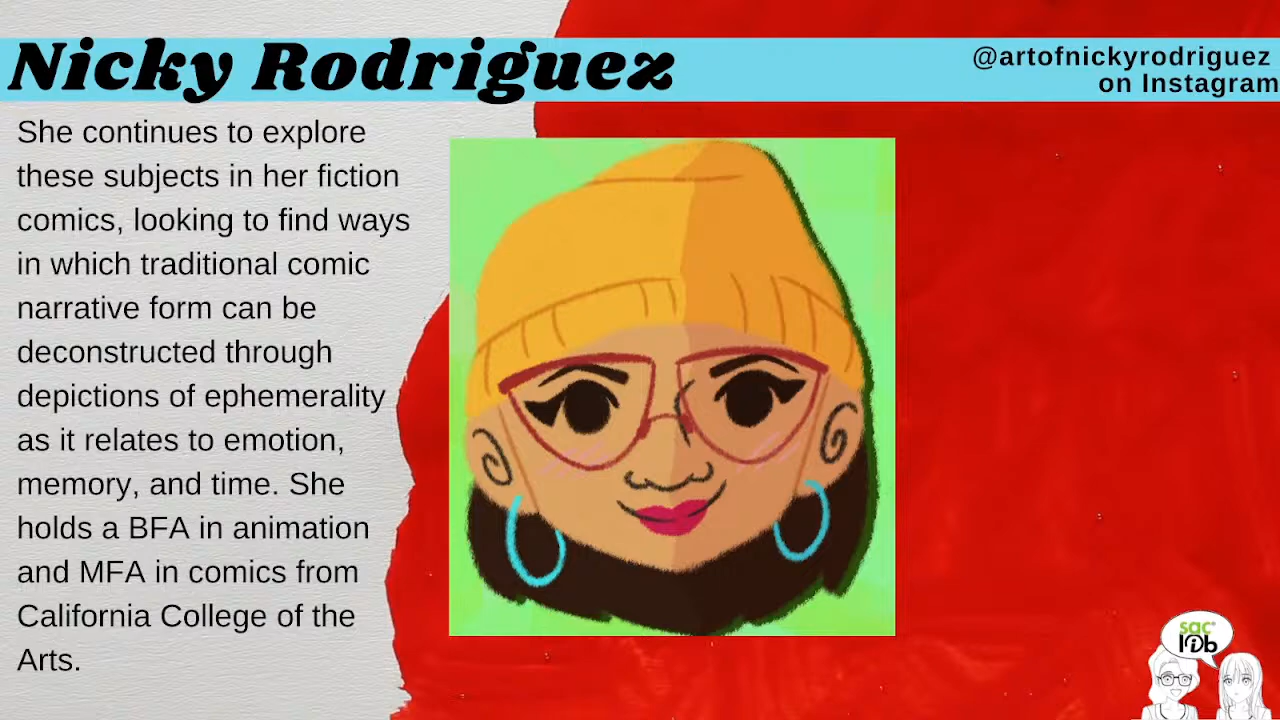 Nicky Rodriguez
@artofnickyrodriguez
on Instagram
She continues to explore
these subjects in her fiction
comics, looking to find ways
in which traditional comic
narrative form can be
deconstructed through
depictions of ephemerality
as it relates to emotion,
memory, and time. She
holds a BFA in animation
and MFA in comics from
California College of the
Arts.
sac
lib